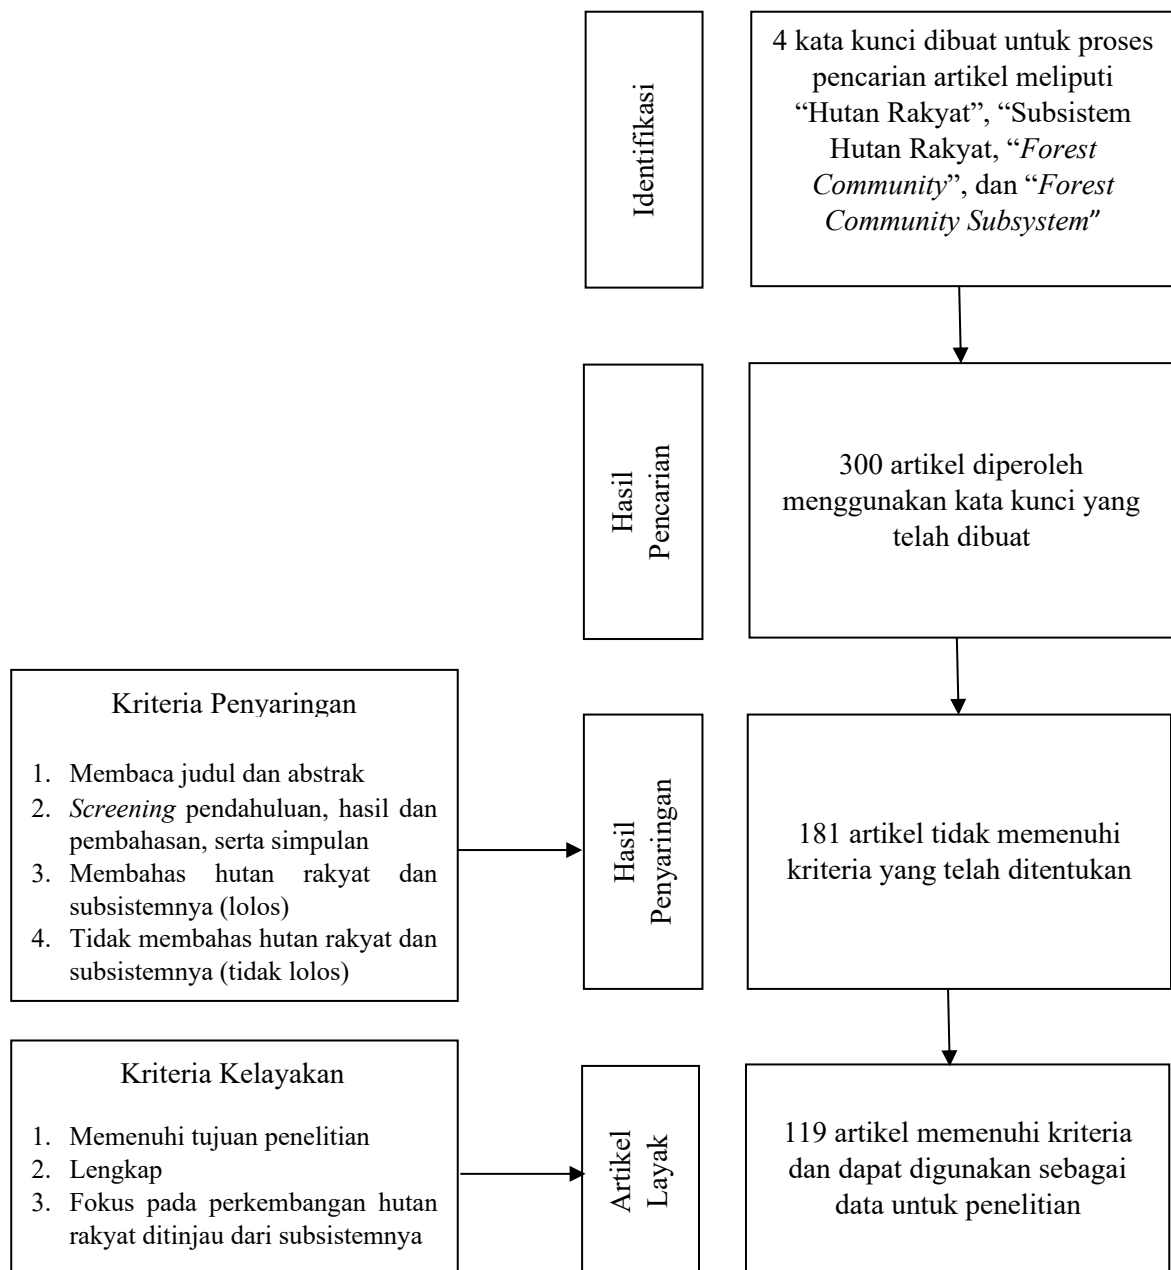 Identifikasi
4 kata kunci dibuat untuk proses
pencarian artikel meliputi
“Hutan Rakyat”, “Subsistem
Hutan Rakyat, “Forest
Community”, dan “Forest
Community Subsystem”
Hasil
Pencarian
300 artikel diperoleh
menggunakan kata kunci yang
telah dibuat
Kriteria Penyaringan
1. Membaca judul dan abstrak
2. Screening pendahuluan, hasil dan
pembahasan, serta simpulan
3. Membahas hutan rakyat dan
subsistemnya (lolos)
4. Tidak membahas hutan rakyat dan
subsistemnya (tidak lolos)
Hasil
Penyaringan
181 artikel tidak memenuhi
kriteria yang telah ditentukan
Kriteria Kelayakan
1. Memenuhi tujuan penelitian
2. Lengkap
3. Fokus pada perkembangan hutan
rakyat ditinjau dari subsistemnya
Artikel
Layak
119 artikel memenuhi kriteria
dan dapat digunakan sebagai
data untuk penelitian